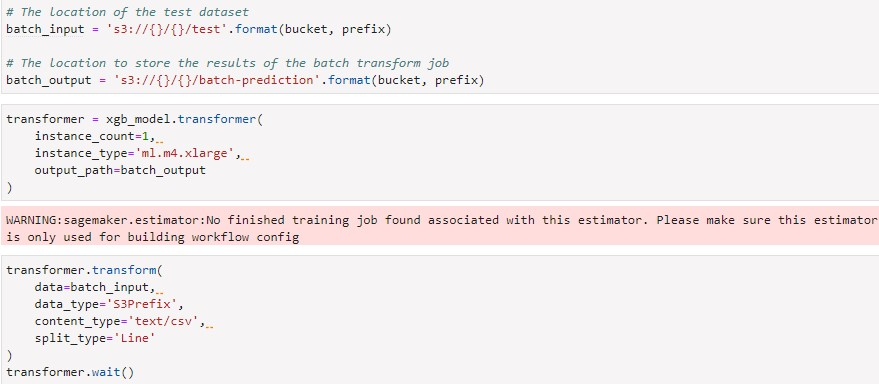 # The location of the test dataset
batch_input = 's3://{}/{}/test'.format(bucket, prefix)
# The location to store the results of the batch transform job
batch_output = 's3://{}/{}/batch-prediction'.format(bucket, prefix)
transformer = xgb_model.transformer(
    instance_count=1,
    instance_type='ml.m4.xlarge',
    output_path=batch_output
)
WARNING:sagemaker.estimator:No finished training job found associated with this estimator. Please make sure this estimator
is only used for building workflow config
transformer.transform(
    data=batch_input,
    data_type='S3Prefix',
    content_type='text/csv',
    split_type='Line'
)
transformer.wait()